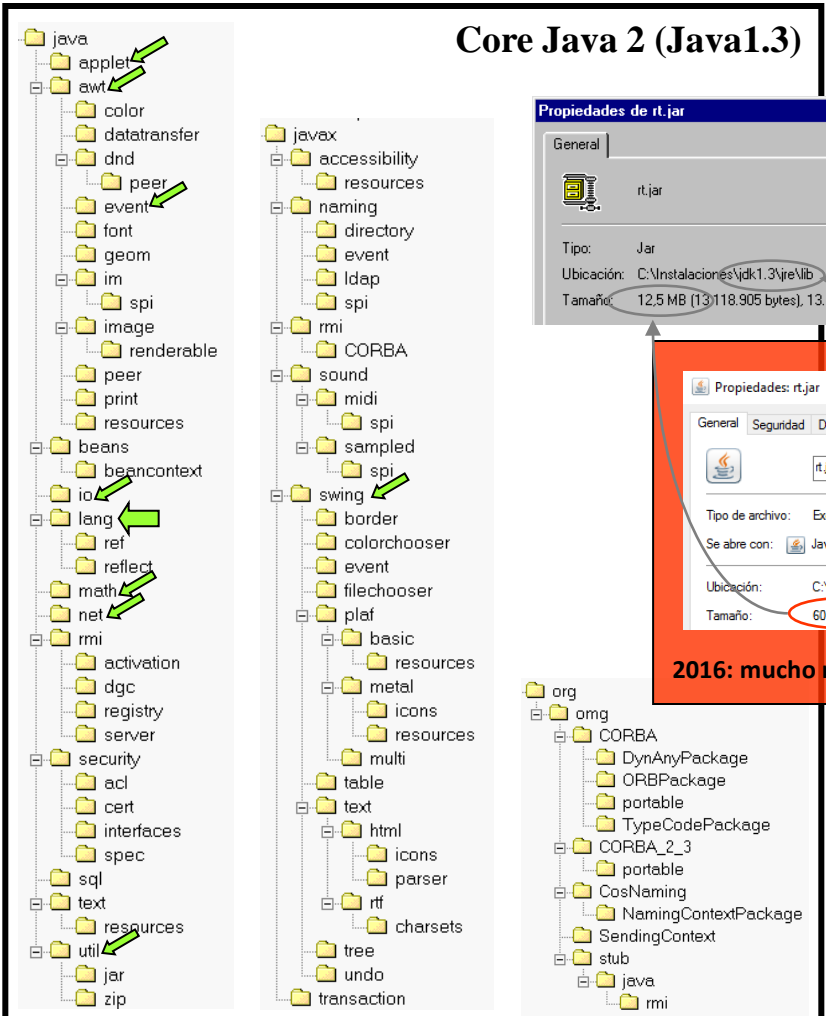 Core Java 2 (Java1.3)
java
applet
awt
color
datatransfer
dnd
peer
event
font
geom
im
spi
image
renderable
peer
print
resources
beans
beancontext
io
lang
ref
reflect
math
net
rmi
activation
dgc
registry
server
security
acl
cert
interfaces
spec
sql
text
resources
util
jar
zip
javax
accessibility
resources
naming
directory
event
ldap
spi
rmi
CORBA
sound
midi
spi
sampled
spi
swing
border
colorchooser
event
filechooser
plaf
basic
resources
metal
icons
resources
multi
table
text
html
icons
parser
rtf
charsets
tree
undo
transaction
Propiedades de rt.jar
General
rt.jar
Tipo: Jar
Ubicación: C:\Instalaciones\jdk1.3\jre\lib
Tamaño: 12,5 MB (13.118.905 bytes), 13.
Propiedades: rt.jar
General Seguridad D
rt.
Tipo de archivo: Ex
Se abre con: Jav
Ubicación: C:\
Tamaño: 60
2016: mucho
org
omg
CORBA
DynAnyPackage
ORBPackage
portable
TypeCodePackage
CORBA_2_3
portable
CosNaming
NamingContextPackage
SendingContext
stub
java
rmi